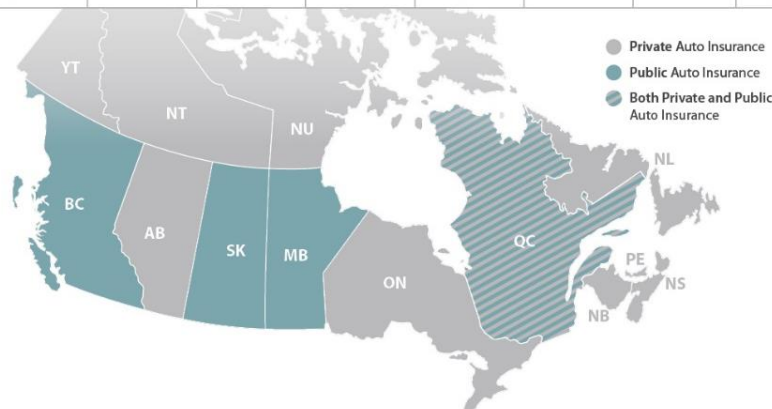 Private Auto Insurance
Public Auto Insurance
Both Private and Public
Auto Insurance
YT
NT
NU
NL
BC
AB
SK
MB
ON
QC
PE
NS
NB